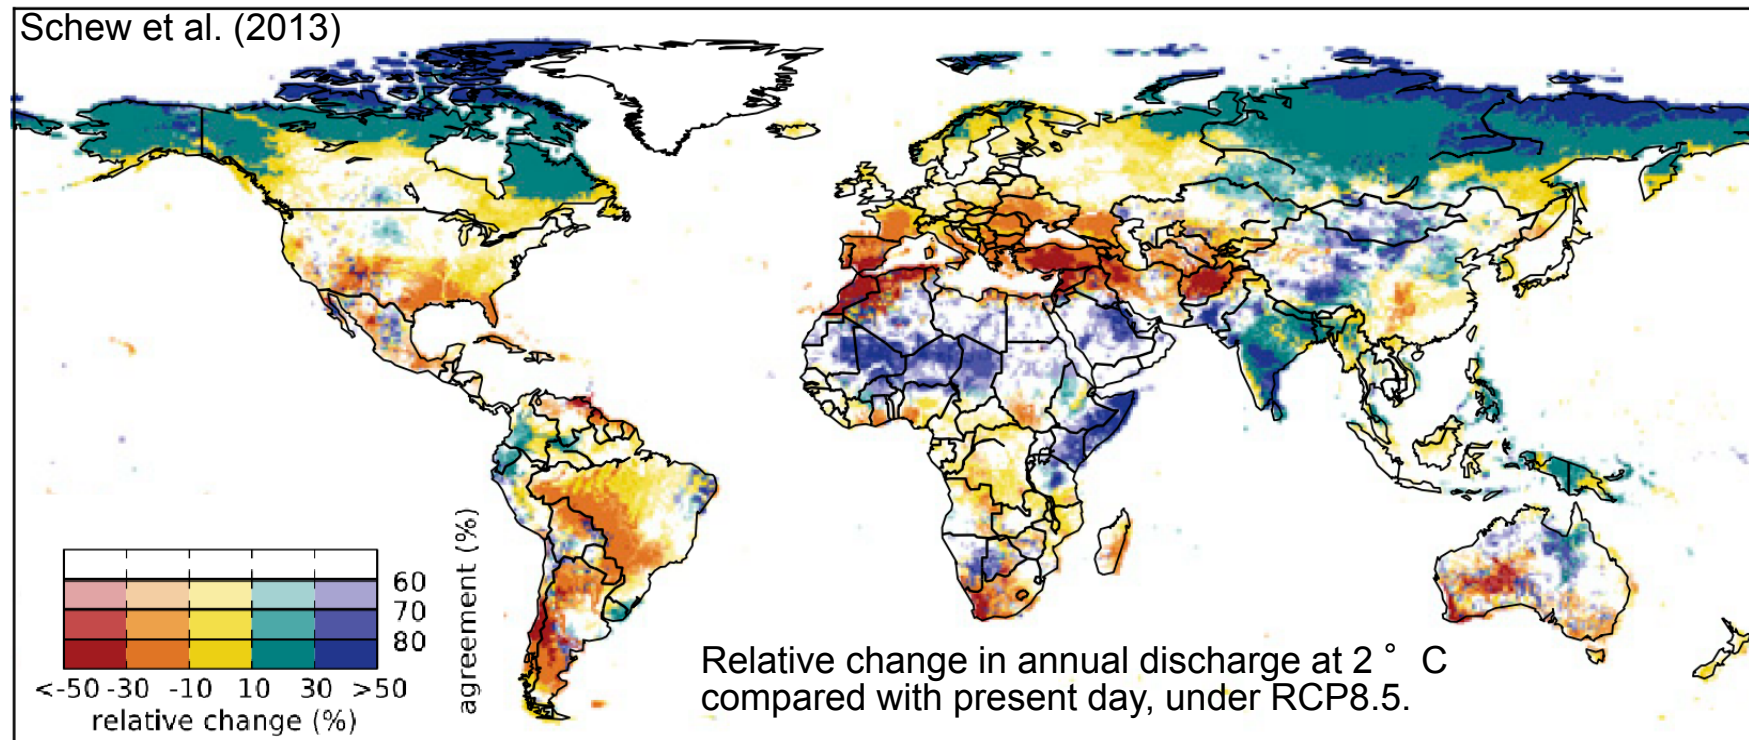 Schew et al. (2013)
60
70
80
agreement (%)
<-50 -30 -10 10 30 >50
relative change (%)
Relative change in annual discharge at 2 ° C
compared with present day, under RCP8.5.